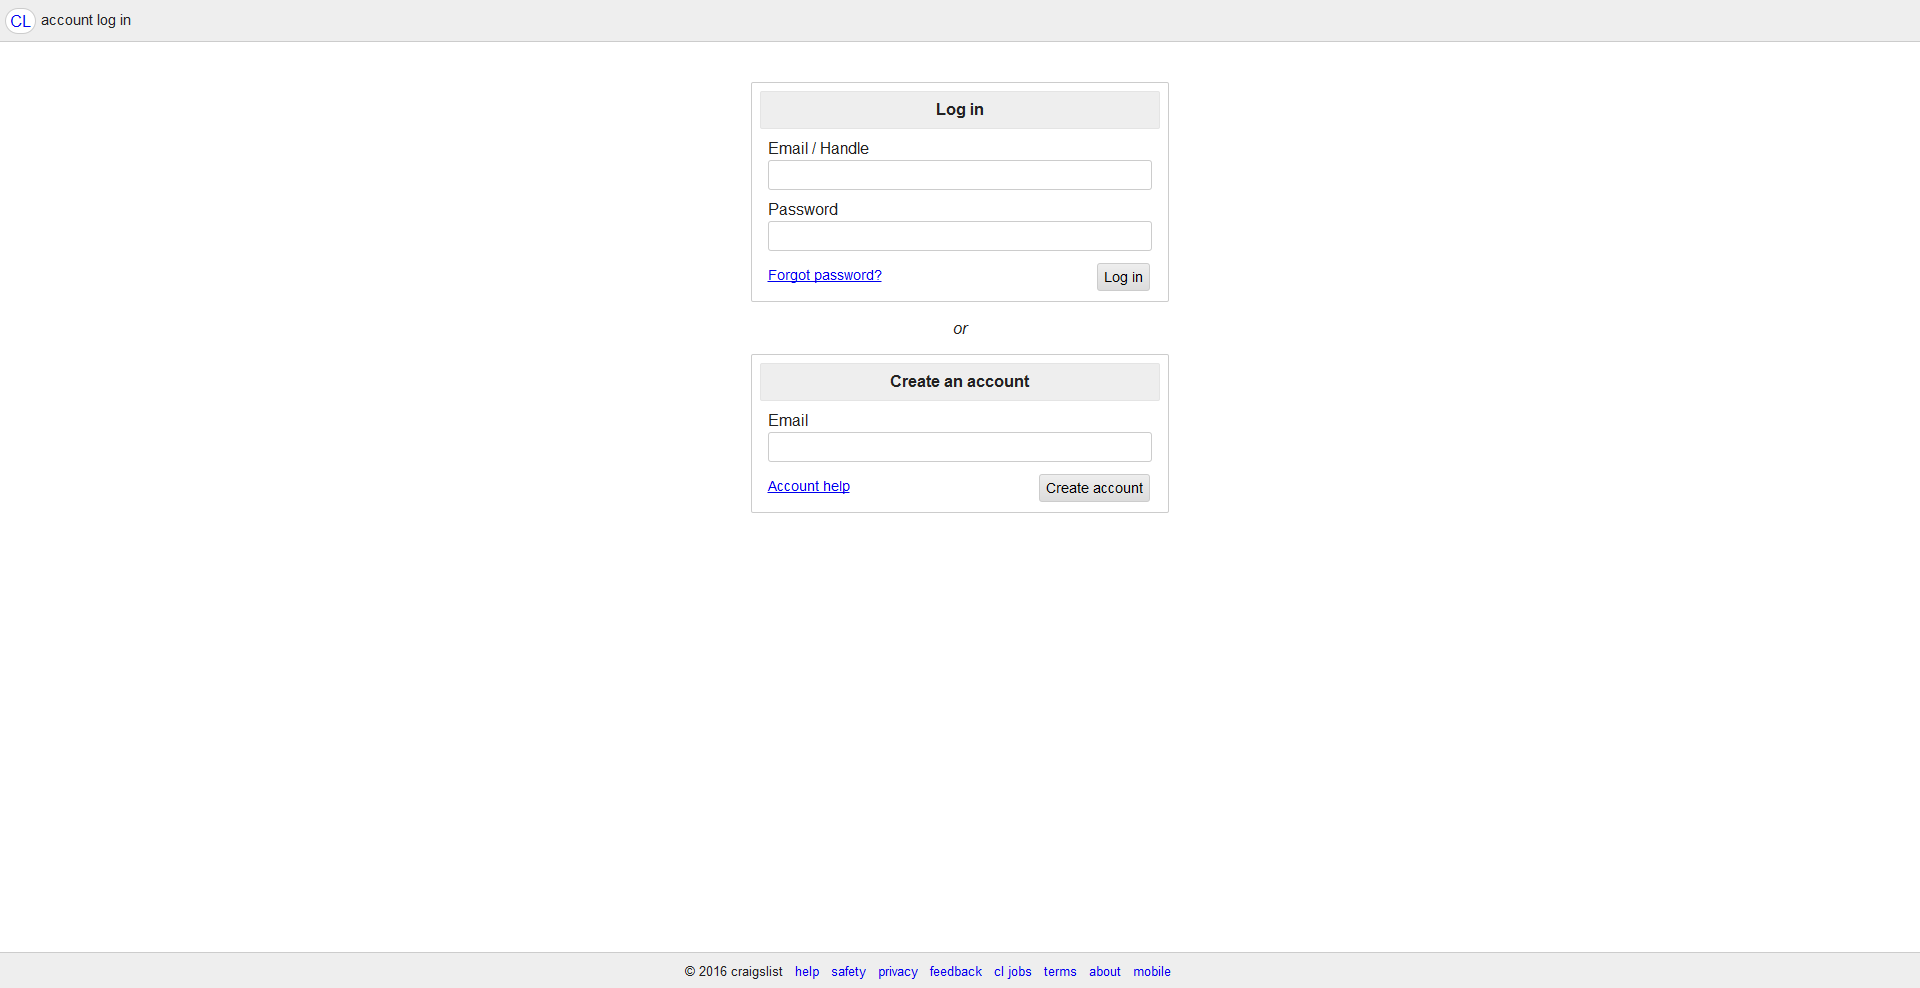 CL account log in
Log in
Email / Handle
Password
Forgot password? Log in
or
Create an account
Email
Account help Create account
© 2016 craigslist help safety privacy feedback cl jobs terms about mobile